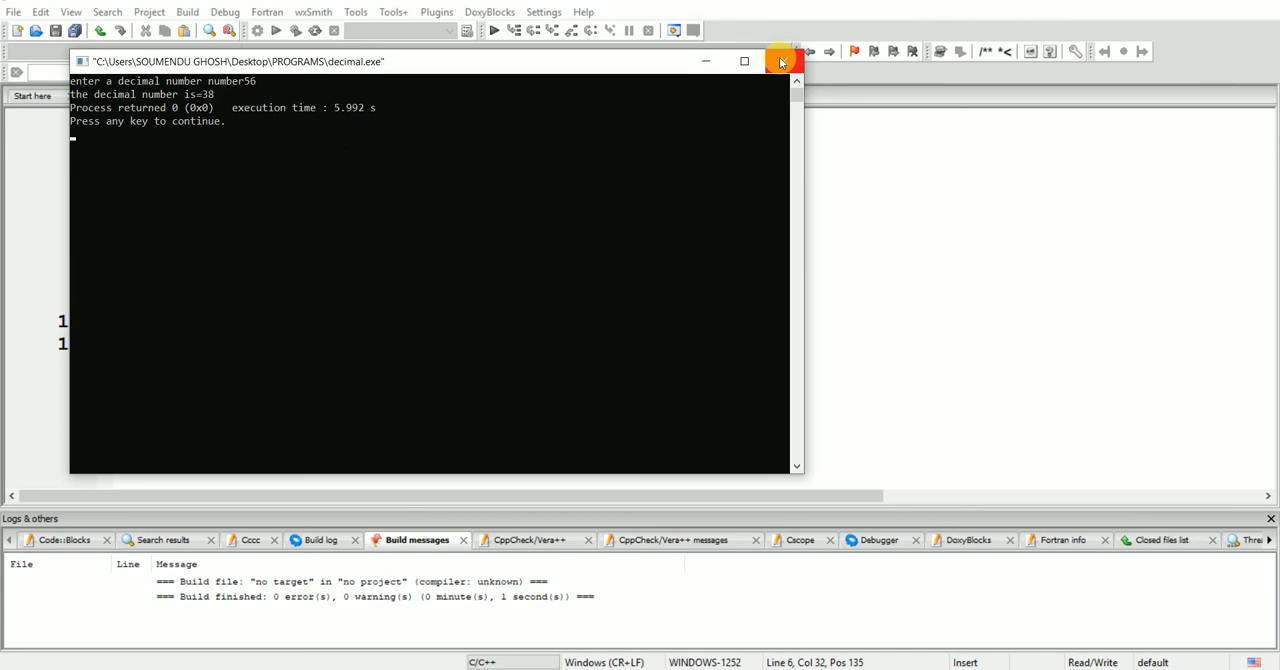 File Edit View Search Project Build Debug Fortran wxSmith Tools Tools+ Plugins DoxyBlocks Settings Help
/** *<
"C:\Users\SOUMENDU GHOSH\Desktop\PROGRAMS\decimal.exe"
Start here
enter a decimal number number56
the decimal number is=38
Process returned 0 (0x0) execution time : 5.992 s
Press any key to continue.
1
1
Logs & others
Code::Blocks Search results Cccc Build log Build messages CppCheck/Vera++ CppCheck/Vera++ messages Cscope Debugger DoxyBlocks Fortran info Closed files list Thre
File Line Message
=== Build file: "no target" in "no project" (compiler: unknown) ===
=== Build finished: 0 error(s), 0 warning(s) (0 minute(s), 1 second(s)) ===
C/C++ Windows (CR+LF) WINDOWS-1252 Line 6, Col 32, Pos 135 Insert Read/Write default